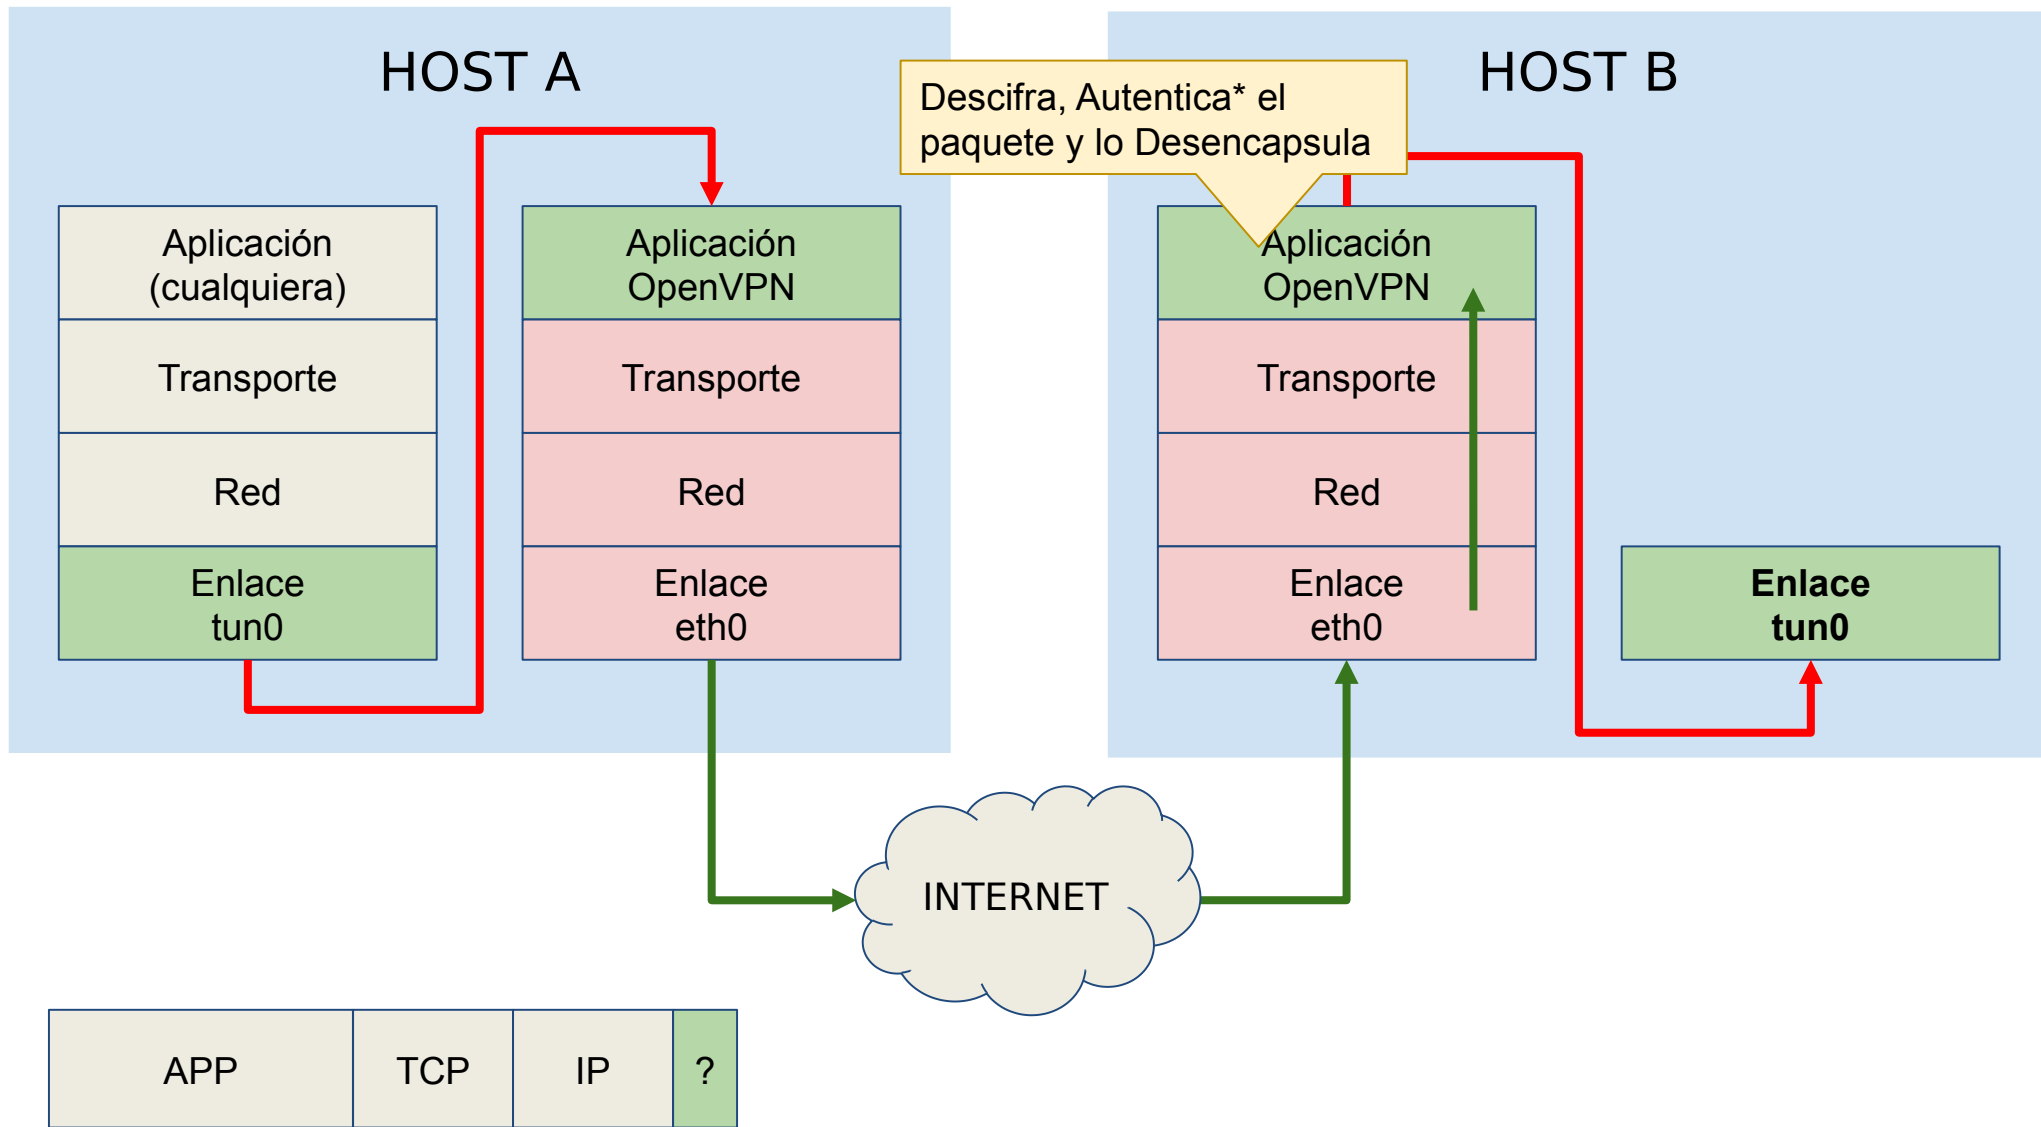 HOST A
HOST B
Descifra, Autentica* el
paquete y lo Desencapsula
Aplicación
(cualquiera)
Transporte
Red
Enlace
tun0
Aplicación
OpenVPN
Transporte
Red
Enlace
eth0
Aplicación
OpenVPN
Transporte
Red
Enlace
eth0
Enlace
tun0
INTERNET
APP
TCP
IP
?